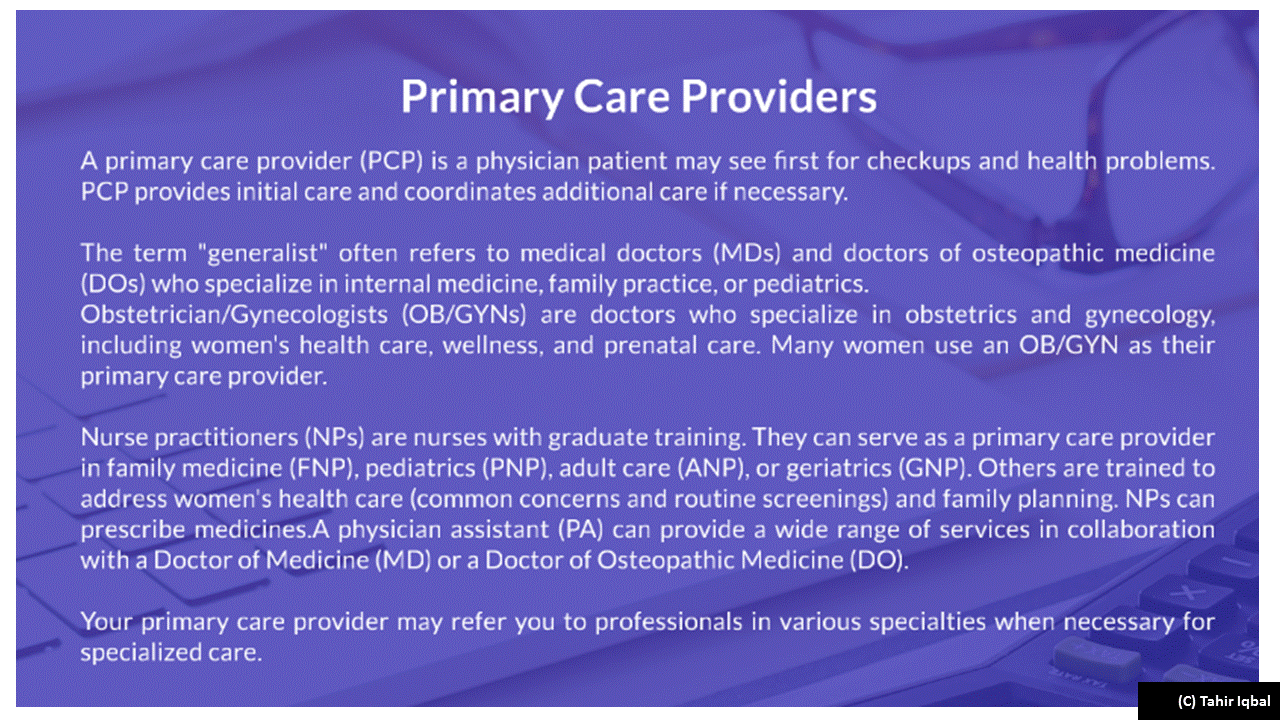 Primary Care Providers
A primary care provider (PCP) is a physician patient may see first for checkups and health problems.
PCP provides initial care and coordinates additional care if necessary.
The term "generalist" often refers to medical doctors (MDs) and doctors of osteopathic medicine
(DOs) who specialize in internal medicine, family practice, or pediatrics.
Obstetrician/Gynecologists (OB/GYNs) are doctors who specialize in obstetrics and gynecology,
including women's health care, wellness, and prenatal care. Many women use an OB/GYN as their
primary care provider.
Nurse practitioners (NPs) are nurses with graduate training. They can serve as a primary care provider
in family medicine (FNP), pediatrics (PNP), adult care (ANP), or geriatrics (GNP). Others are trained to
address women's health care (common concerns and routine screenings) and family planning. NPs can
prescribe medicines.A physician assistant (PA) can provide a wide range of services in collaboration
with a Doctor of Medicine (MD) or a Doctor of Osteopathic Medicine (DO).
Your primary care provider may refer you to professionals in various specialties when necessary for
specialized care.
TAX RATE
SET
%
(C) Tahir Iqbal